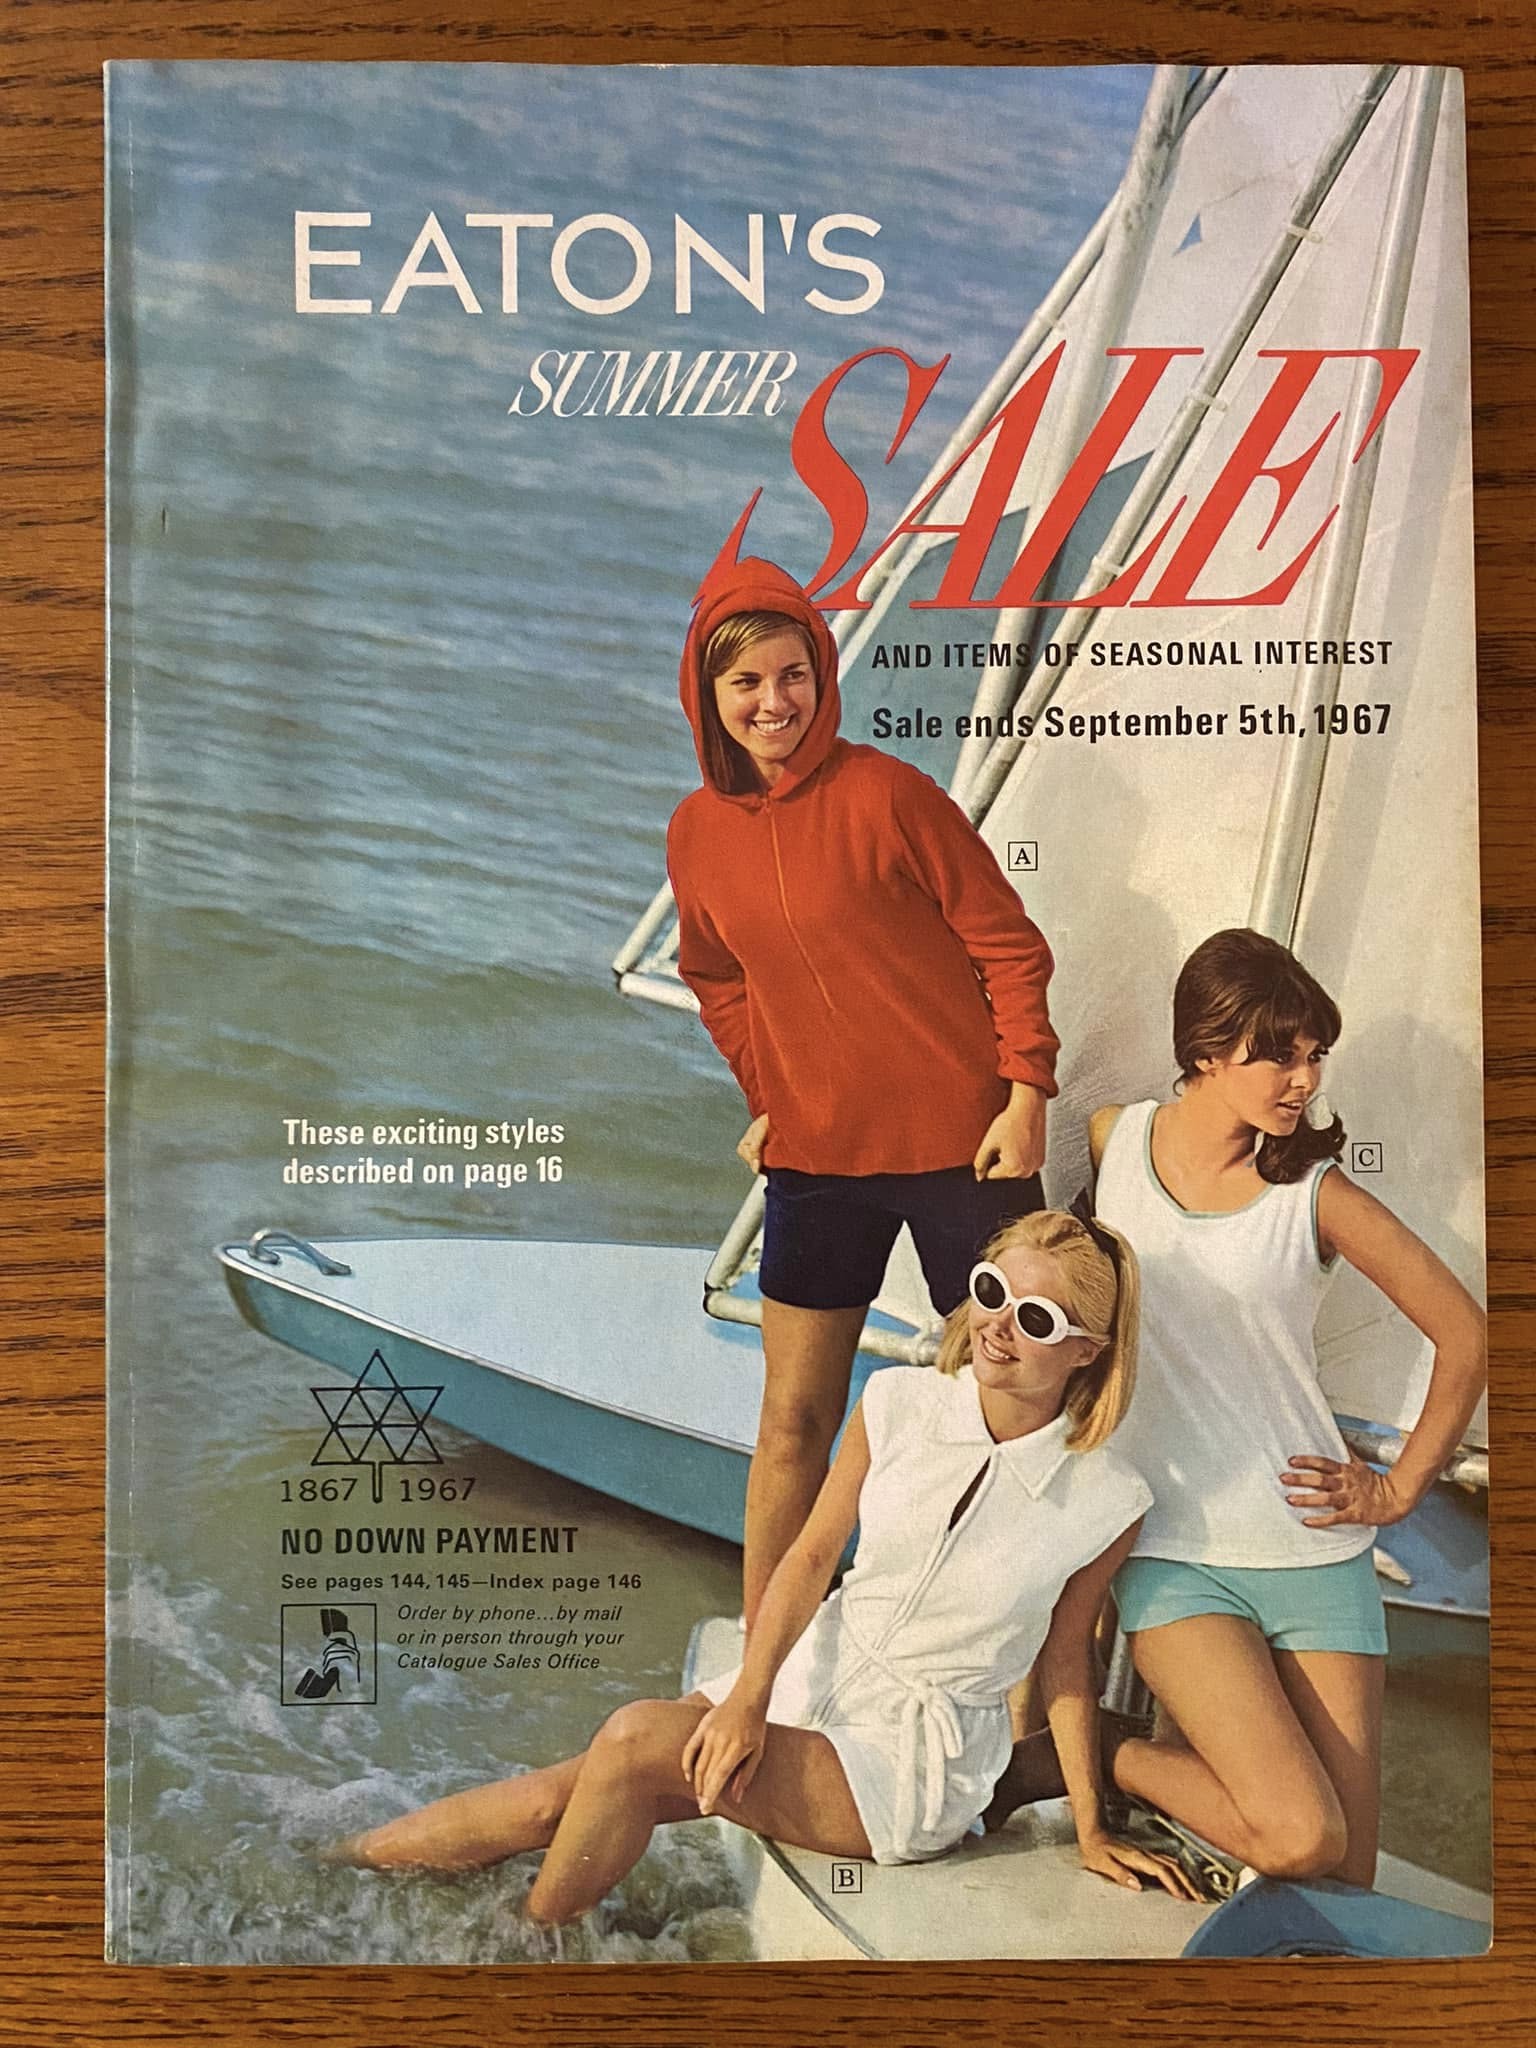 EATON'S
SUMMER SALE
AND ITEMS OF SEASONAL INTEREST
Sale ends September 5th, 1967
A
C
These exciting styles
described on page 16
1867 1967
NO DOWN PAYMENT
See pages 144, 145—Index page 146
Order by phone...by mail
or in person through your
Catalogue Sales Office
B